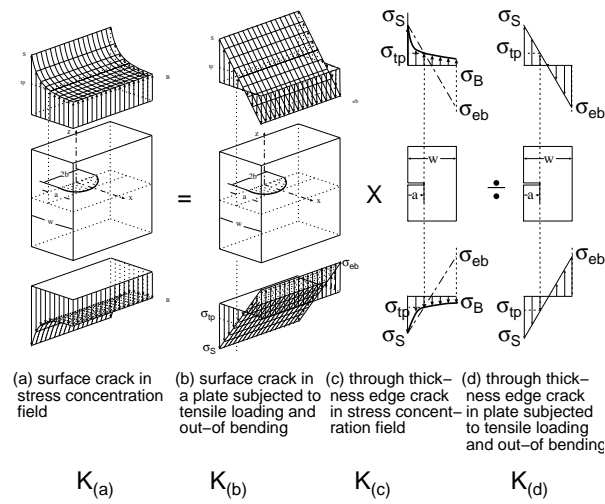 S
tp
B
σS
σtp
σB
σeb
σS
σtp
σeb
z
2b
a
x
w
=
z
2b
a
x
w
X
w
a
÷
w
a
B
σeb
σtp
σS
σeb
σtp
σB
σS
σeb
σtp
σS
(a) surface crack in
stress concentration
field
(b) surface crack in
a plate subjected to
tensile loading and
out-of bending
(c) through thick-
ness edge crack
in stress concent-
ration field
(d) through thick-
ness edge crack
in plate subjected
to tensile loading
and out-of bending
K(a)
K(b)
K(c)
K(d)